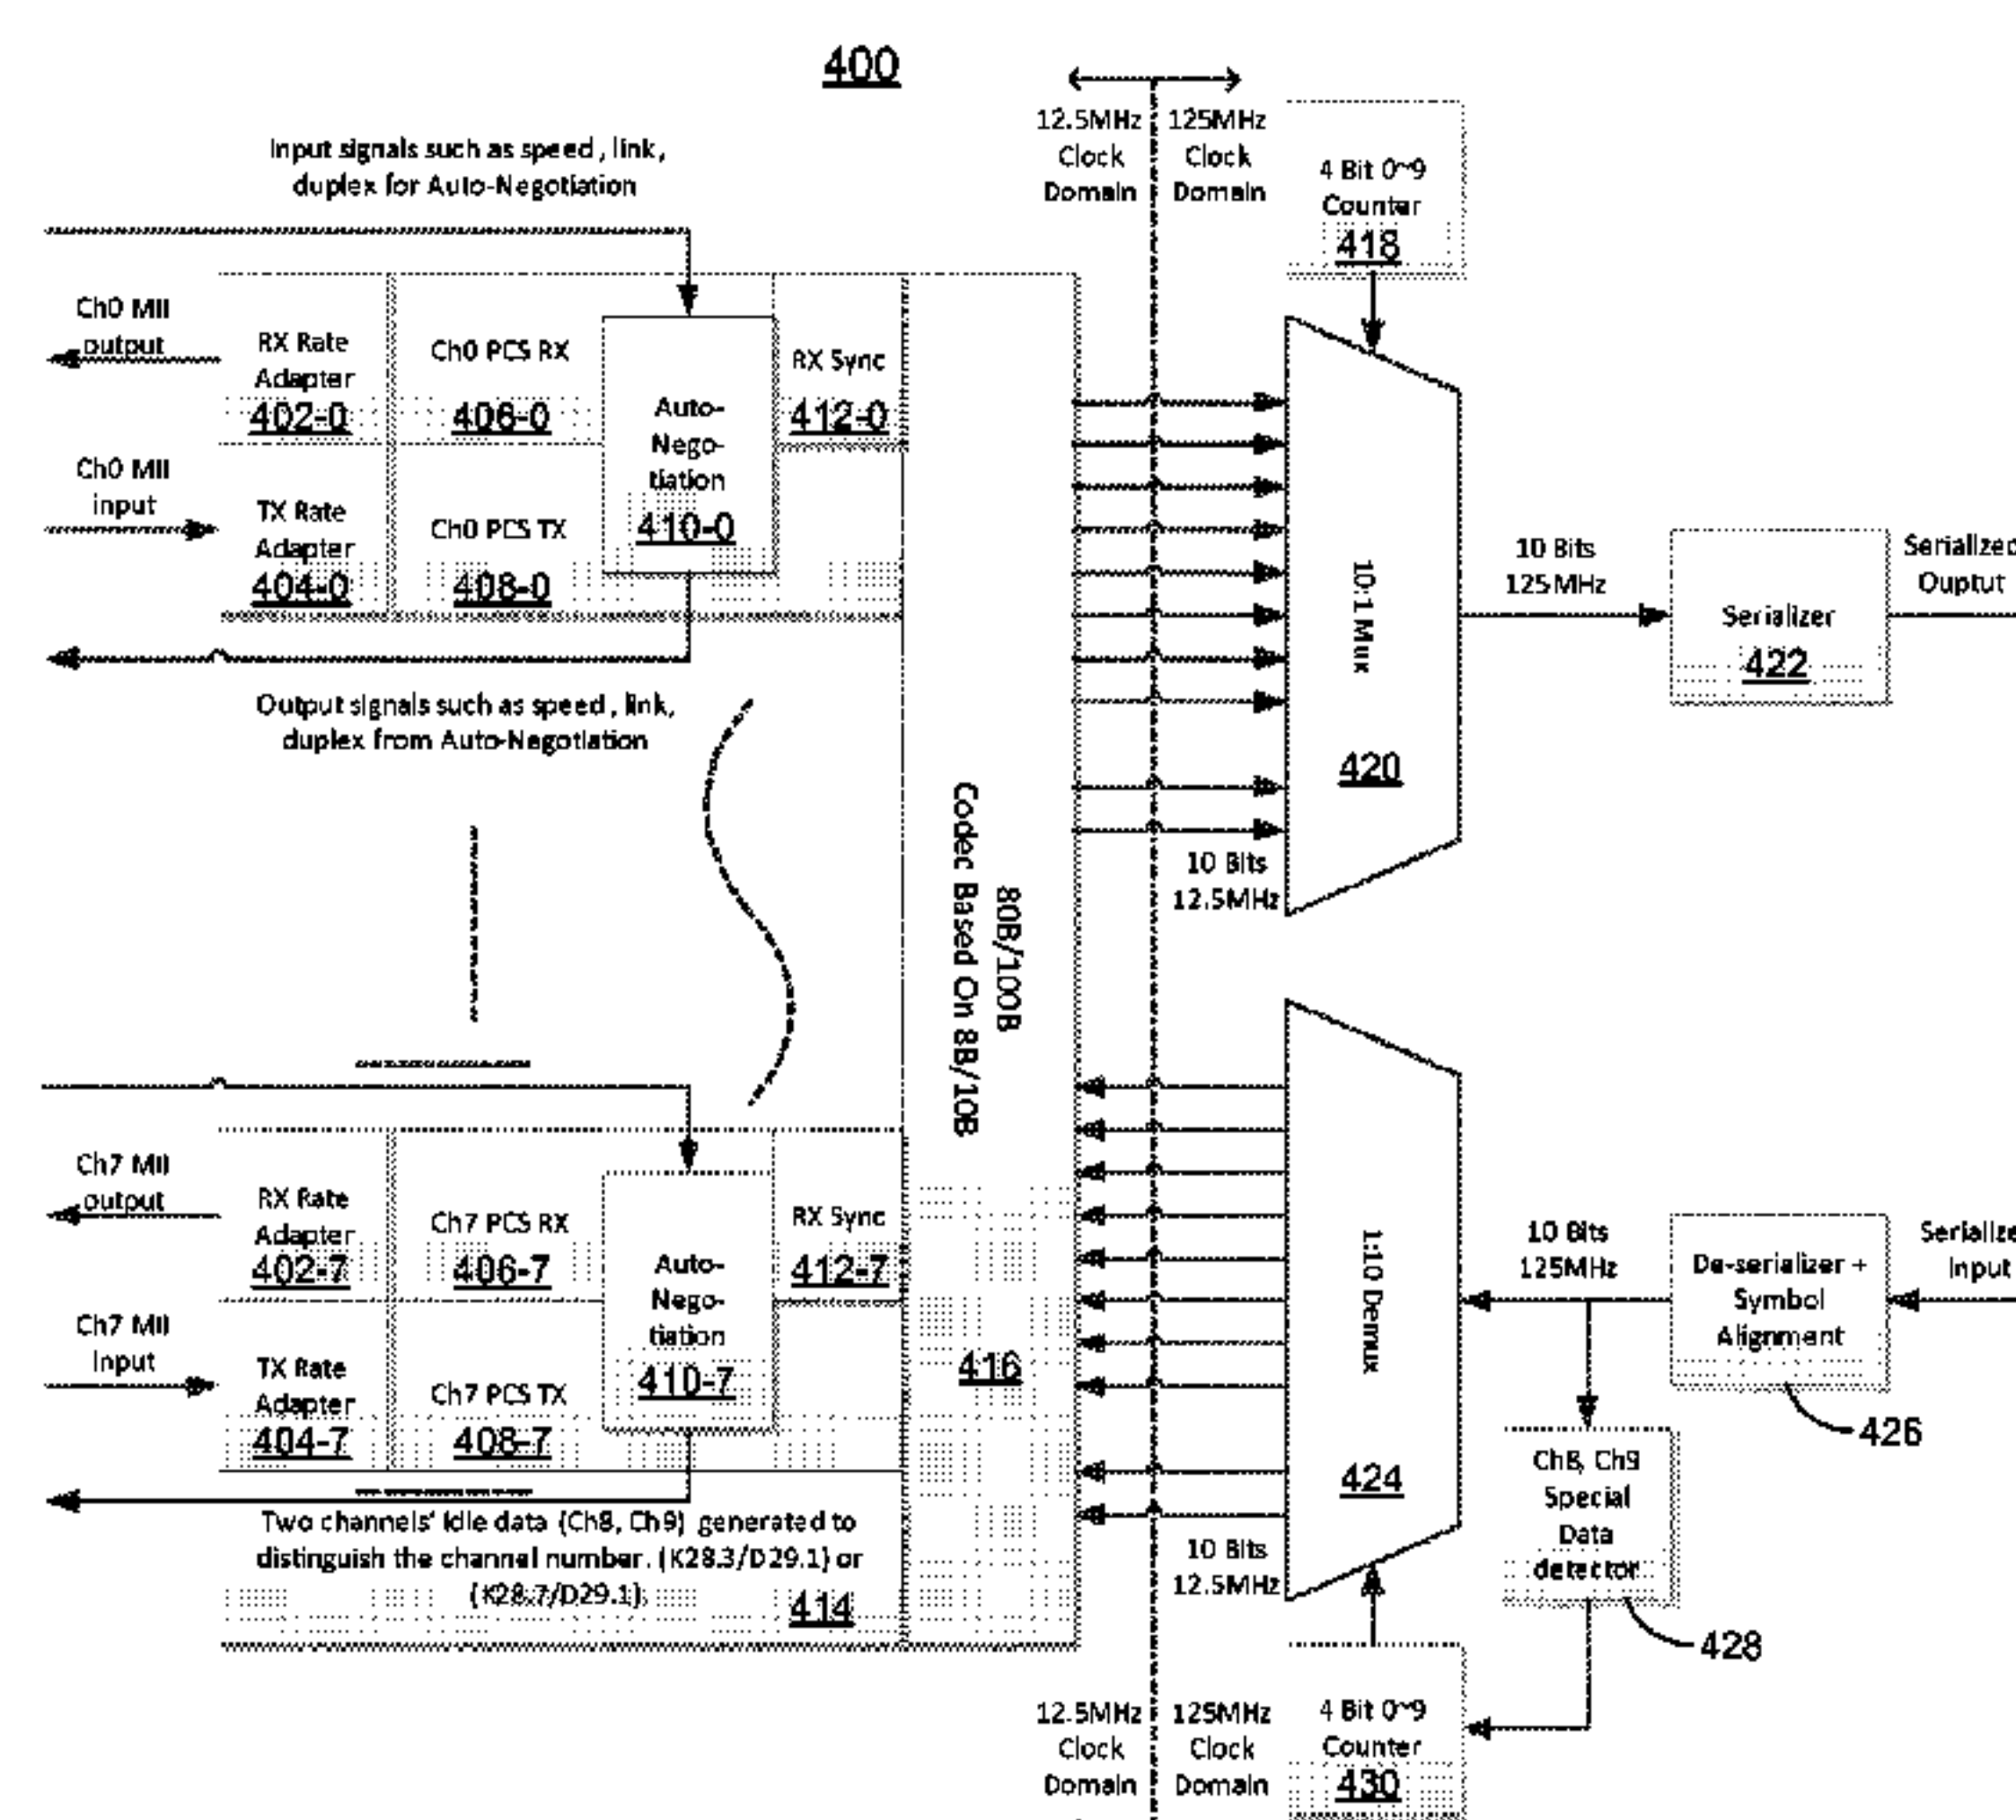 400
12.5MHz
Clock
Domain
125MHz
Clock
Domain
4 Bit 0~9
Counter
418
Input signals such as speed, link,
duplex for Auto-Negotiation
Ch0 MII
output
RX Rate
Adapter
402-0
Ch0 PCS RX
406-0
Auto-
Nego-
tiation
410-0
RX Sync
412-0
Ch0 MII
input
TX Rate
Adapter
404-0
Ch0 PCS TX
408-0
Output signals such as speed, link,
duplex from Auto-Negotiation
80B/100B
Codec Based On 8B/10B
416
10:1 Mux
420
10 Bits
12.5MHz
10 Bits
125MHz
Serializer
422
Serialized
Ouptut
Ch7 MII
output
RX Rate
Adapter
402-7
Ch7 PCS RX
406-7
Auto-
Nego-
tiation
410-7
RX Sync
412-7
Ch7 MII
Input
TX Rate
Adapter
404-7
Ch7 PCS TX
408-7
Two channels' Idle data (Ch8, Ch9) generated to
distinguish the channel number. (K28.3/D29.1) or
(K28.7/D29.1).
414
1:10 Demux
424
10 Bits
12.5MHz
10 Bits
125MHz
De-serializer +
Symbol
Alignment
426
Serialize
Input
Ch8, Ch9
Special
Data
detector
428
12.5MHz
Clock
Domain
125MHz
Clock
Domain
4 Bit 0~9
Counter
430